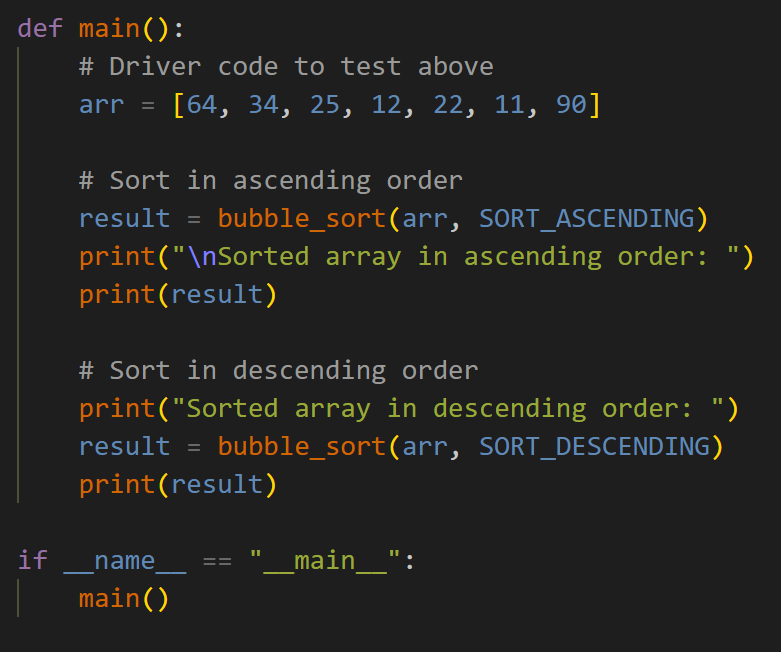 def main():
    # Driver code to test above
    arr = [64, 34, 25, 12, 22, 11, 90]

    # Sort in ascending order
    result = bubble_sort(arr, SORT_ASCENDING)
    print("\nSorted array in ascending order: ")
    print(result)

    # Sort in descending order
    print("Sorted array in descending order: ")
    result = bubble_sort(arr, SORT_DESCENDING)
    print(result)

if __name__ == "__main__":
    main()